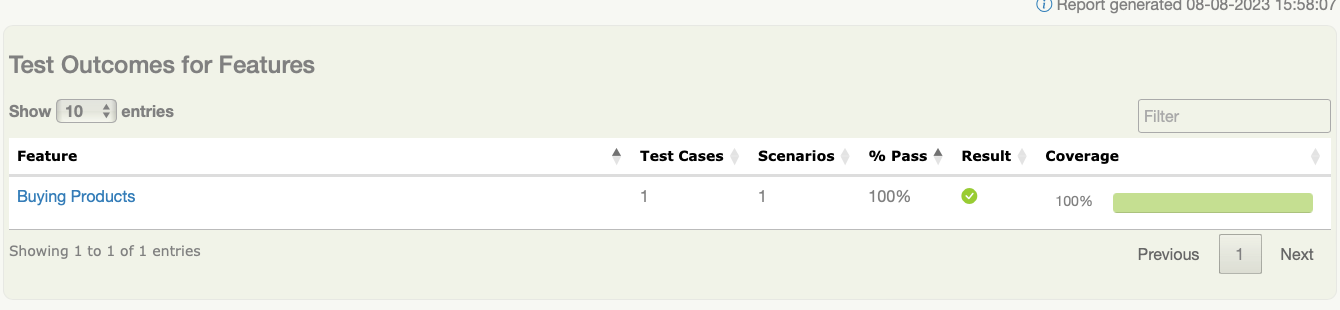 Report generated 08-08-2023 15:58:07
Test Outcomes for Features
Show 10 entries
Filter
Feature Test Cases Scenarios % Pass Result Coverage
Buying Products 1 1 100% 100%
Showing 1 to 1 of 1 entries
Previous 1 Next